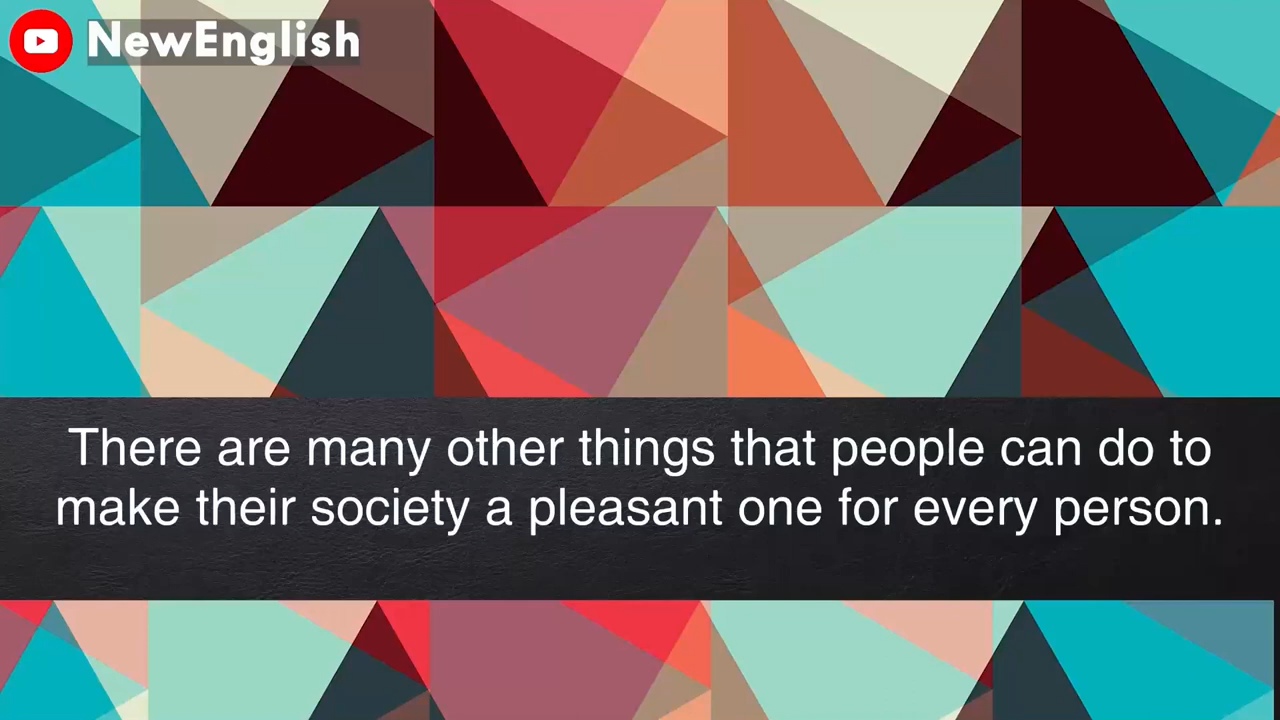 NewEnglish
There are many other things that people can do to
make their society a pleasant one for every person.